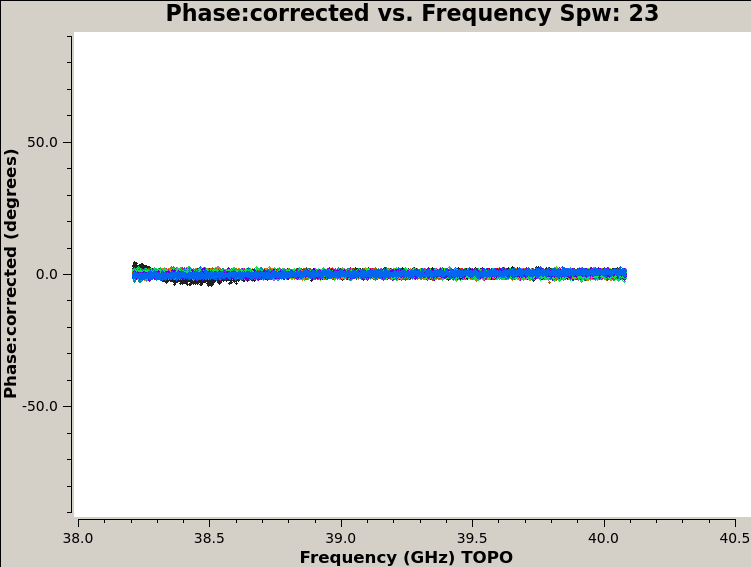 Phase:corrected vs. Frequency Spw: 23
Phase:corrected (degrees)
50.0
0.0
-50.0
38.0 38.5 39.0 39.5 40.0 40.5
Frequency (GHz) TOPO